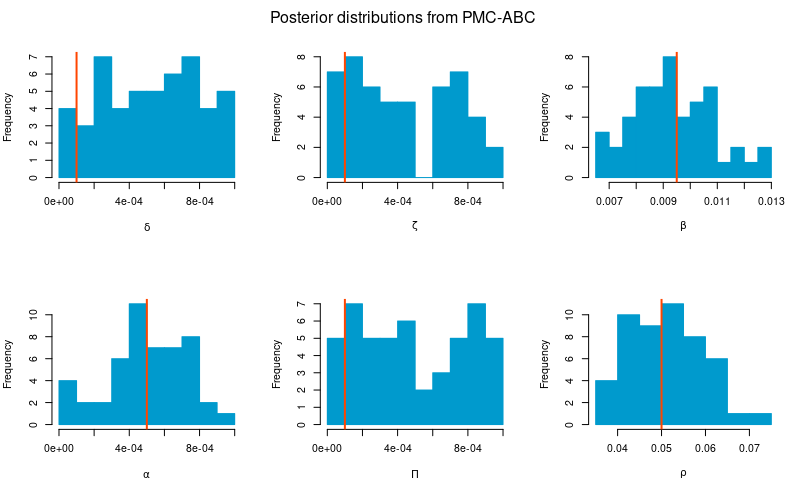 Posterior distributions from PMC-ABC
Frequency
0 1 2 3 4 5 6 7
0e+00 4e-04 8e-04
δ
Frequency
0 2 4 6 8
0e+00 4e-04 8e-04
ζ
Frequency
0 2 4 6 8
0.007 0.009 0.011 0.013
β
Frequency
0 2 4 6 8 10
0e+00 4e-04 8e-04
α
Frequency
0 1 2 3 4 5 6 7
0e+00 4e-04 8e-04
Π
Frequency
0 2 4 6 8 10
0.04 0.05 0.06 0.07
ρ